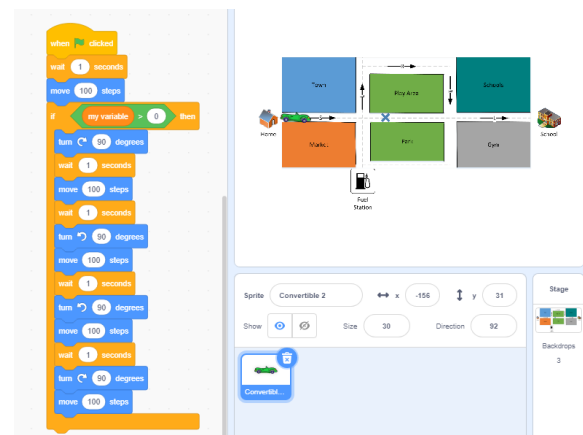 when clicked
wait 1 seconds
move 100 steps
if my variable > 0 then
turn 90 degrees
wait 1 seconds
move 100 steps
wait 1 seconds
turn 90 degrees
move 100 steps
wait 1 seconds
turn 90 degrees
move 100 steps
wait 1 seconds
turn 90 degrees
move 100 steps
Town
Play Area
Schools
Home
School
Market
Park
Gym
Fuel
Station
Sprite Convertible 2 x -156 y 31
Show Size 30 Direction 92
Convertibl...
Stage
Backdrops
3